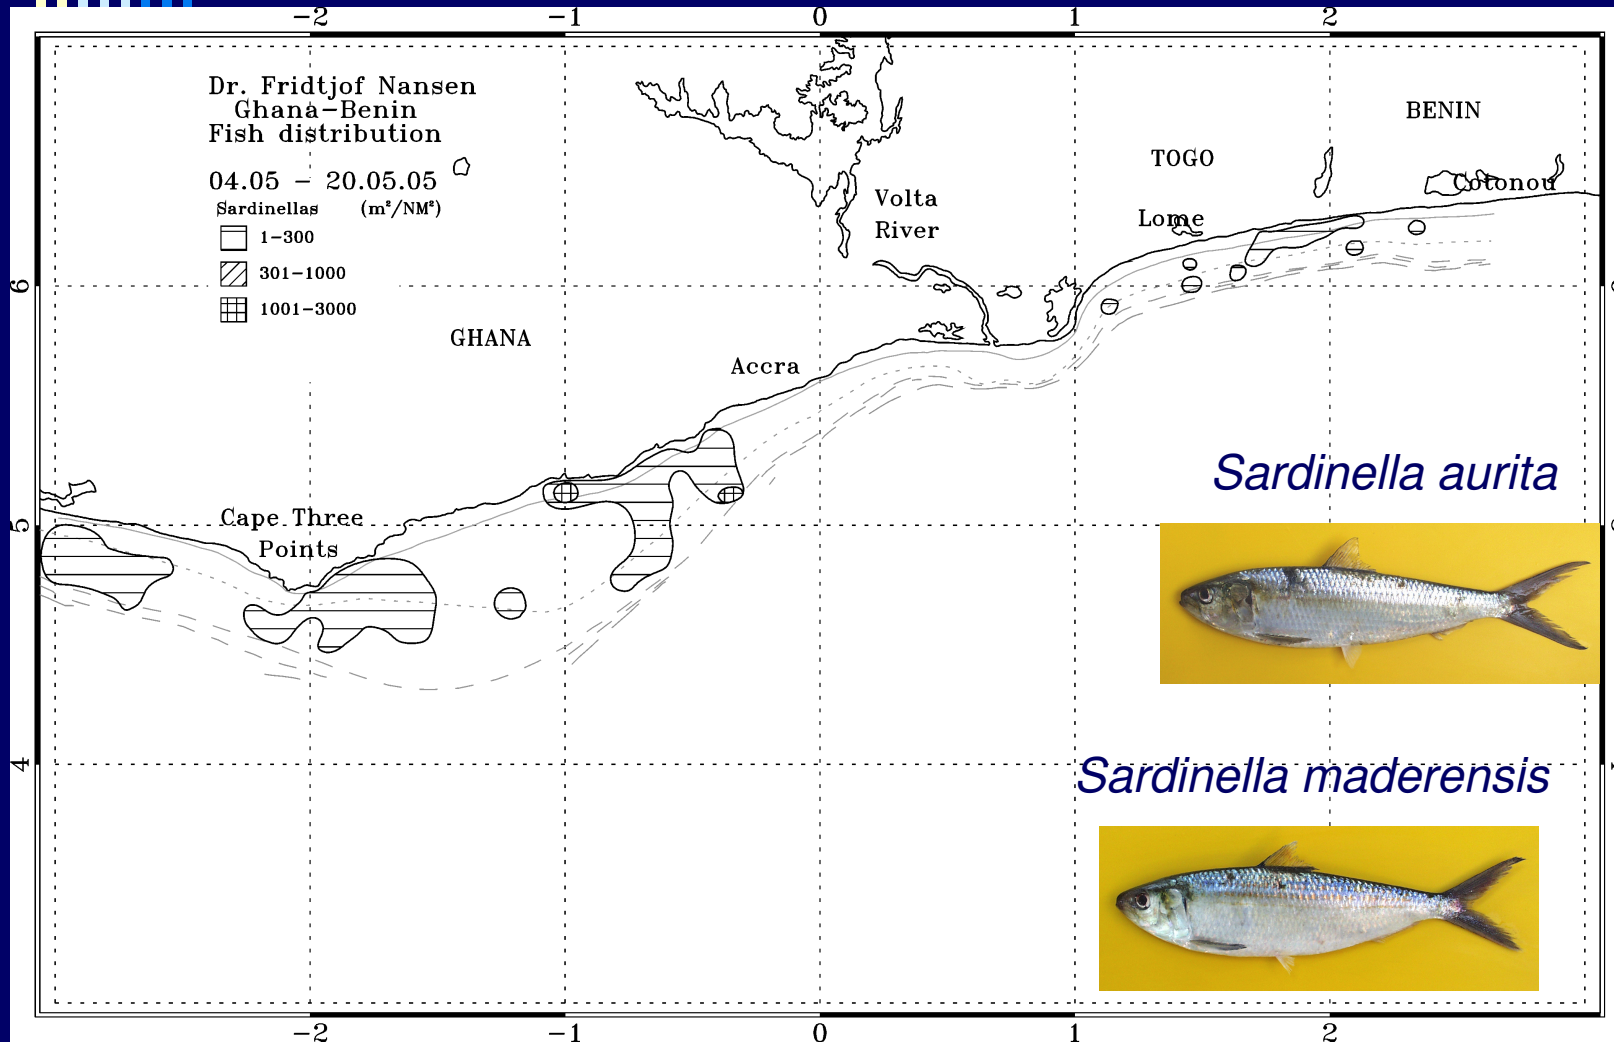 -2 -1 0 1 2
Dr. Fridtjof Nansen
Ghana-Benin
Fish distribution
04.05 - 20.05.05
Sardinellas (m²/NM²)
1-300
301-1000
1001-3000
BENIN
TOGO
Cotonou
Volta
River
Lome
6
GHANA
Accra
Sardinella aurita
5
Cape Three
Points
4
Sardinella maderensis
-2 -1 0 1 2